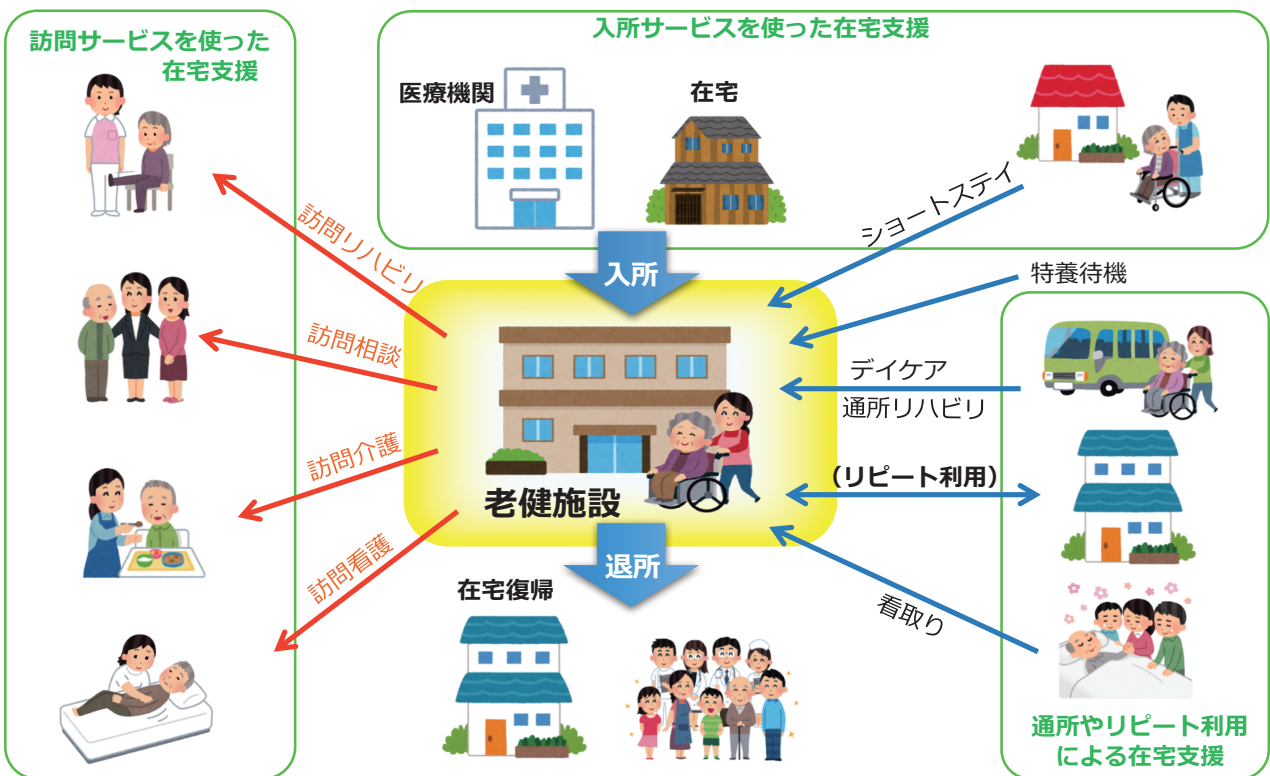 訪問サービスを使った
在宅支援
入所サービスを使った在宅支援
医療機関
在宅
ショートステイ
入所
特養待機
訪問リハビリ
訪問相談
訪問介護
訪問看護
デイケア
通所リハビリ
(リピート利用)
看取り
老健施設
退所
在宅復帰
通所やリピート利用
による在宅支援